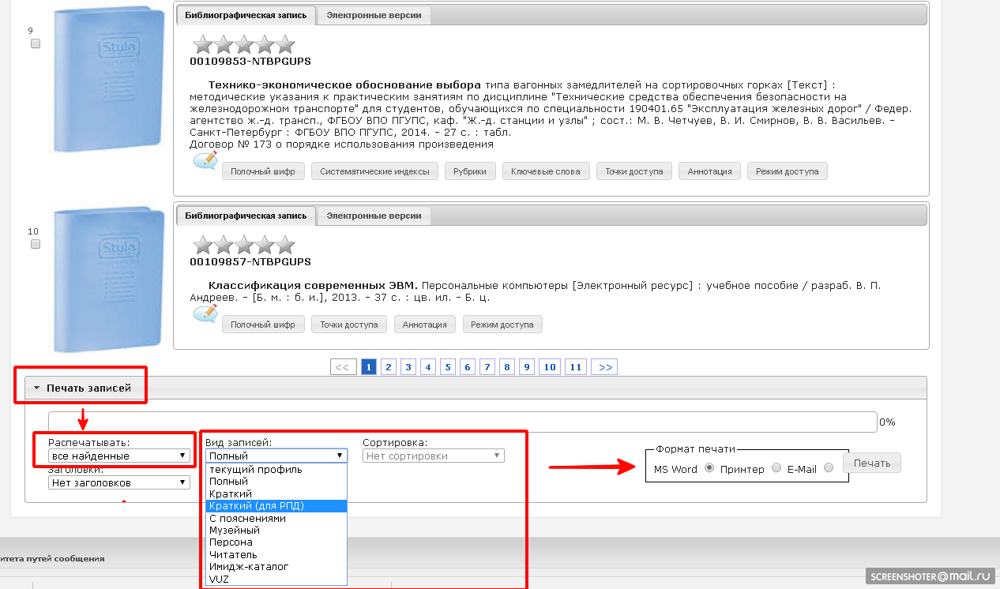 9
Style
Библиографическая запись
Электронные версии
00109853-NTBPGUPS
Технико-экономическое обоснование выбора типа вагонных замедлителей на сортировочных горках [Текст] :
методические указания к практическим занятиям по дисциплине "Технические средства обеспечения безопасности на
железнодорожном транспорте" для студентов, обучающихся по специальности 190401.65 "Эксплуатация железных дорог" / Федер.
агентство ж.-д. трансп., ФГБОУ ВПО ПГУПС, каф. "Ж.-д. станции и узлы" ; сост.: М. В. Четчуев, В. И. Смирнов, В. В. Васильев. -
Санкт-Петербург : ФГБОУ ВПО ПГУПС, 2014. - 27 с. : табл.
Договор № 173 о порядке использования произведения
Полочный шифр
Систематические индексы
Рубрики
Ключевые слова
Точки доступа
Аннотация
Режим доступа
10
Style
Библиографическая запись
Электронные версии
00109857-NTBPGUPS
Классификация современных ЭВМ. Персональные компьютеры [Электронный ресурс] : учебное пособие / разраб. В. П.
Андреев. - [Б. м. : б. и.], 2013. - 37 с. : цв. ил. - Б. ц.
Полочный шифр
Точки доступа
Аннотация
Режим доступа
<< 1 2 3 4 5 6 7 8 9 10 11 >>
Печать записей
0%
Распечатывать:
все найденные
Заголовки:
Нет заголовков
Вид записей:
Полный
текущий профиль
Полный
Краткий
Краткий (для РПД)
С пояснениями
Музейный
Персона
Читатель
Имидж-каталог
VUZ
Сортировка:
Нет сортировки
Формат печати
MS Word
Принтер
E-Mail
Печать
итета путей сообщения
SCREENSHOTER@mail.ru